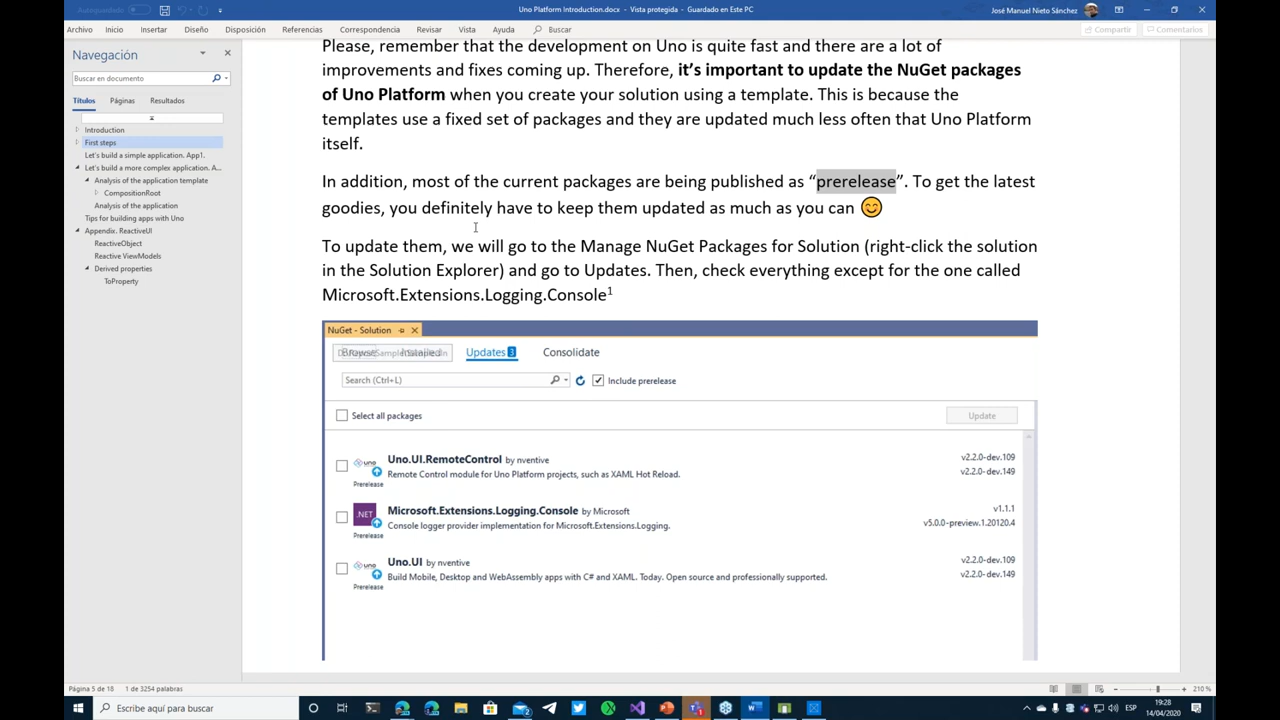 Autoguardado
Uno Platform Introduction.docx - Vista protegida - Guardado en Este PC
José Manuel Nieto Sánchez
Archivo Inicio Insertar Diseño Disposición Referencias Correspondencia Revisar Vista Ayuda Buscar Compartir Comentarios
Navegación
Buscar en documento
Títulos Páginas Resultados
Introduction
First steps
Let's build a simple application. App1.
Let's build a more complex application. A...
Analysis of the application template
CompositionRoot
Analysis of the application
Tips for building apps with Uno
Appendix. ReactiveUI
ReactiveObject
Reactive ViewModels
Derived properties
ToProperty
Please, remember that the development on Uno is quite fast and there are a lot of
improvements and fixes coming up. Therefore, it's important to update the NuGet packages
of Uno Platform when you create your solution using a template. This is because the
templates use a fixed set of packages and they are updated much less often that Uno Platform
itself.
In addition, most of the current packages are being published as “prerelease”. To get the latest
goodies, you definitely have to keep them updated as much as you can 😊
To update them, we will go to the Manage NuGet Packages for Solution (right-click the solution
in the Solution Explorer) and go to Updates. Then, check everything except for the one called
Microsoft.Extensions.Logging.Console1
NuGet - Solution
Updates 3 Consolidate
Search (Ctrl+L) Include prerelease
Select all packages Update
Uno.UI.RemoteControl by nventive v2.2.0-dev.109
Remote Control module for Uno Platform projects, such as XAML Hot Reload. v2.2.0-dev.149
Prerelease
.NET Microsoft.Extensions.Logging.Console by Microsoft v1.1.1
Console logger provider implementation for Microsoft.Extensions.Logging. v5.0.0-preview.1.20120.4
Prerelease
Uno.UI by nventive v2.2.0-dev.109
Build Mobile, Desktop and WebAssembly apps with C# and XAML. Today. Open source and professionally supported. v2.2.0-dev.149
Prerelease
Página 5 de 18 1 de 3254 palabras 210 %
Escribe aquí para buscar
ESP
19:28
14/04/2020